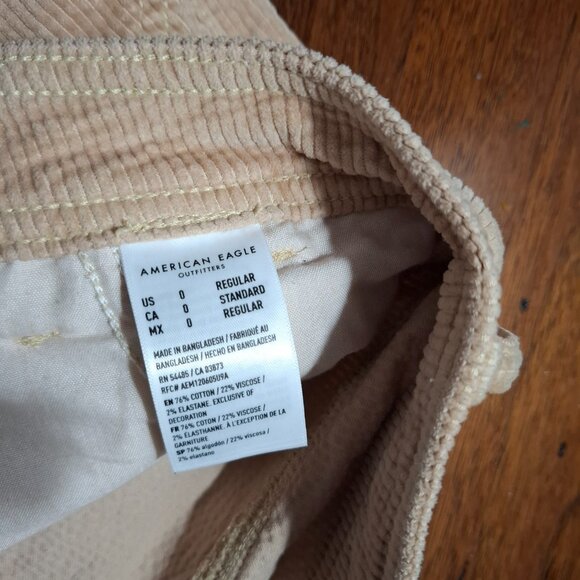 AMERICAN EAGLE
OUTFITTERS
US 0 REGULAR
CA 0 STANDARD
MX 0 REGULAR
MADE IN BANGLADESH / FABRIQUÉ AU
BANGLADESH / HECHO EN BANGLADESH
RN 54485 / CA 03873
RFC# AEM120605U9A
EN 76% COTTON / 22% VISCOSE /
2% ELASTANE. EXCLUSIVE OF
DECORATION
FR 76% COTON / 22% VISCOSE /
2% ÉLASTHANNE. À L'EXCEPTION DE LA
GARNITURE
SP 76% algodón / 22% viscosa /
2% elastano